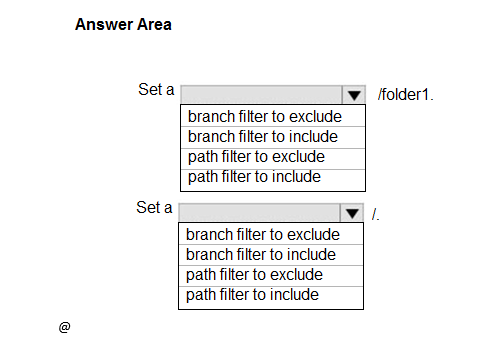 Answer Area
Set a /folder1.
branch filter to exclude
branch filter to include
path filter to exclude
path filter to include
Set a /.
branch filter to exclude
branch filter to include
path filter to exclude
path filter to include
@